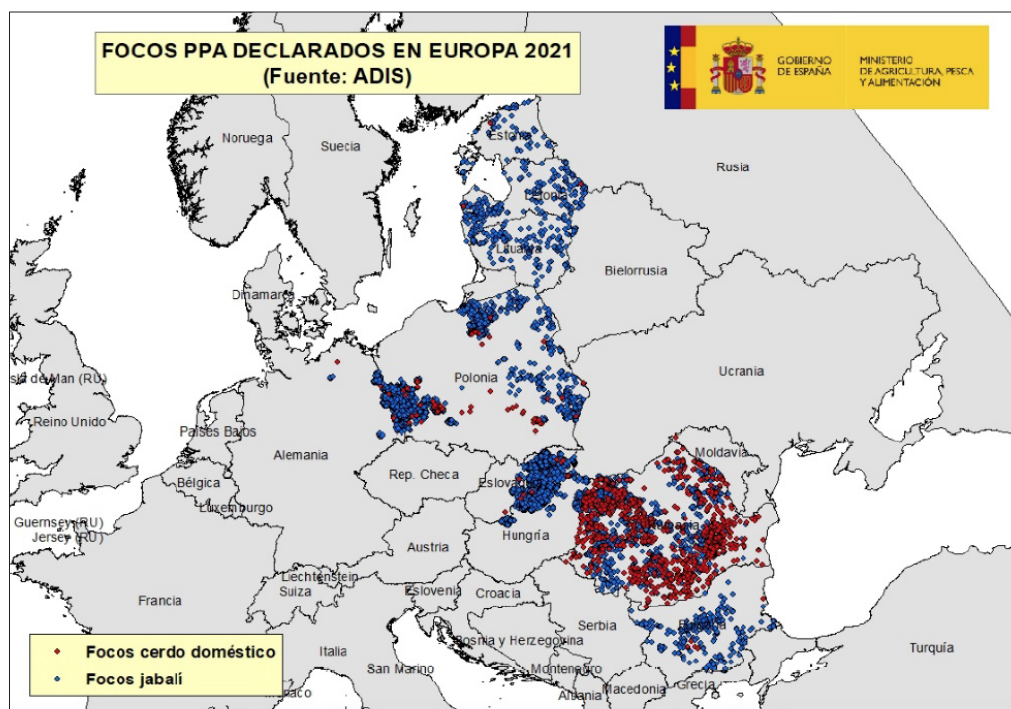 FOCOS PPA DECLARADOS EN EUROPA 2021
(Fuente: ADIS)
GOBIERNO
DE ESPAÑA
MINISTERIO
DE AGRICULTURA, PESCA
Y ALIMENTACIÓN
Noruega
Suecia
Estonia
Rusia
Letonia
Lituania
Bielorrusia
Dinamarca
de Man (RU)
Reino Unido
Polonia
Ucrania
Países Bajos
Alemania
Bélgica
Luxemburgo
Rep. Checa
Eslovaquia
Moldavia
Guernsey (RU)
Jersey (RU)
Austria
Hungría
Rumania
Liechtenstein
Suiza
Eslovenia
Croacia
Francia
Serbia
Bulgaria
Bosnia y Herzegovina
Italia
San Marino
Montenegro
Turquía
Macedonia
Grecia
Albania
Focos cerdo doméstico
Focos jabalí